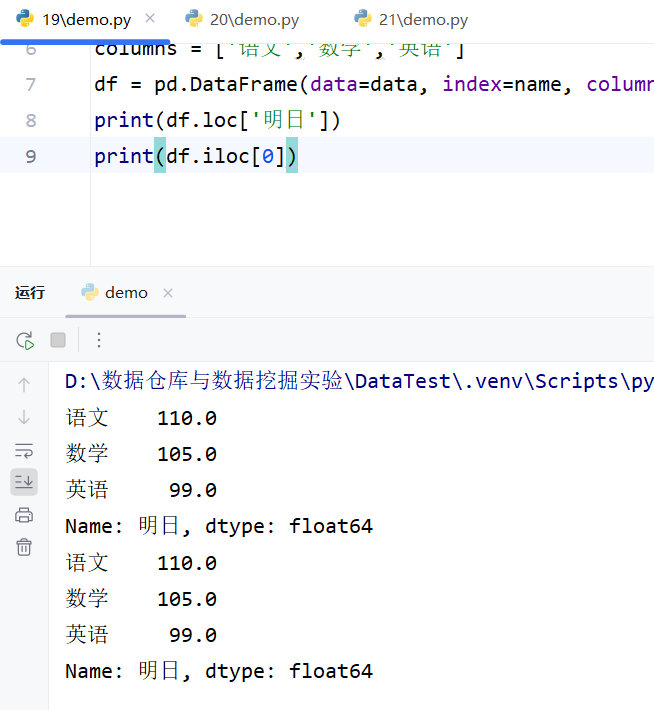 19\demo.py 20\demo.py 21\demo.py
6 columns = ['语文','数学','英语']
7 df = pd.DataFrame(data=data, index=name, colum
8 print(df.loc['明日'])
9 print(df.iloc[0])
运行 demo
D:\数据仓库与数据挖掘实验\DataTest\.venv\Scripts\py
语文 110.0
数学 105.0
英语 99.0
Name: 明日, dtype: float64
语文 110.0
数学 105.0
英语 99.0
Name: 明日, dtype: float64